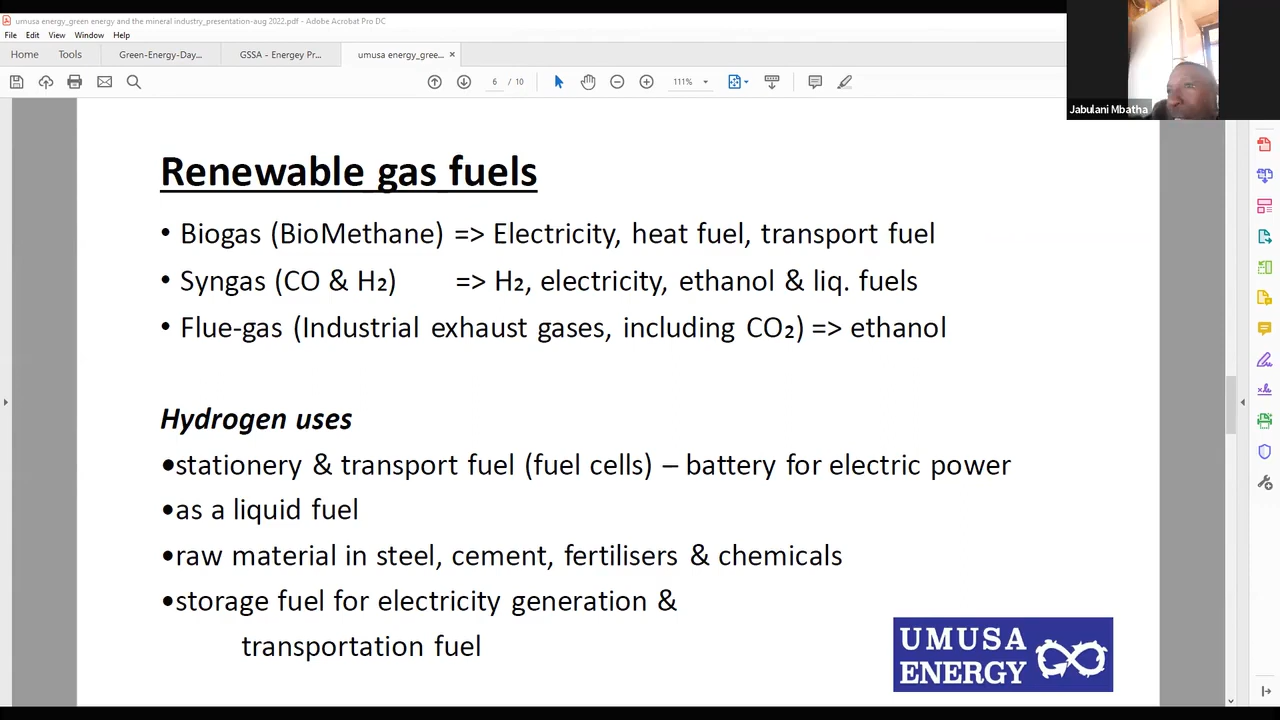 umusa energy_green energy and the mineral industry_presentation-aug 2022.pdf - Adobe Acrobat Pro DC
File Edit View Window Help
Home Tools Green-Energy-Day... GSSA - Energey Pr... umusa energy_gree... ×
6 / 10 111%
Jabulani Mbatha
Renewable gas fuels
• Biogas (BioMethane) => Electricity, heat fuel, transport fuel
• Syngas (CO & H₂) => H₂, electricity, ethanol & liq. fuels
• Flue-gas (Industrial exhaust gases, including CO₂) => ethanol
Hydrogen uses
•stationery & transport fuel (fuel cells) – battery for electric power
•as a liquid fuel
•raw material in steel, cement, fertilisers & chemicals
•storage fuel for electricity generation &
transportation fuel
UMUSA
ENERGY